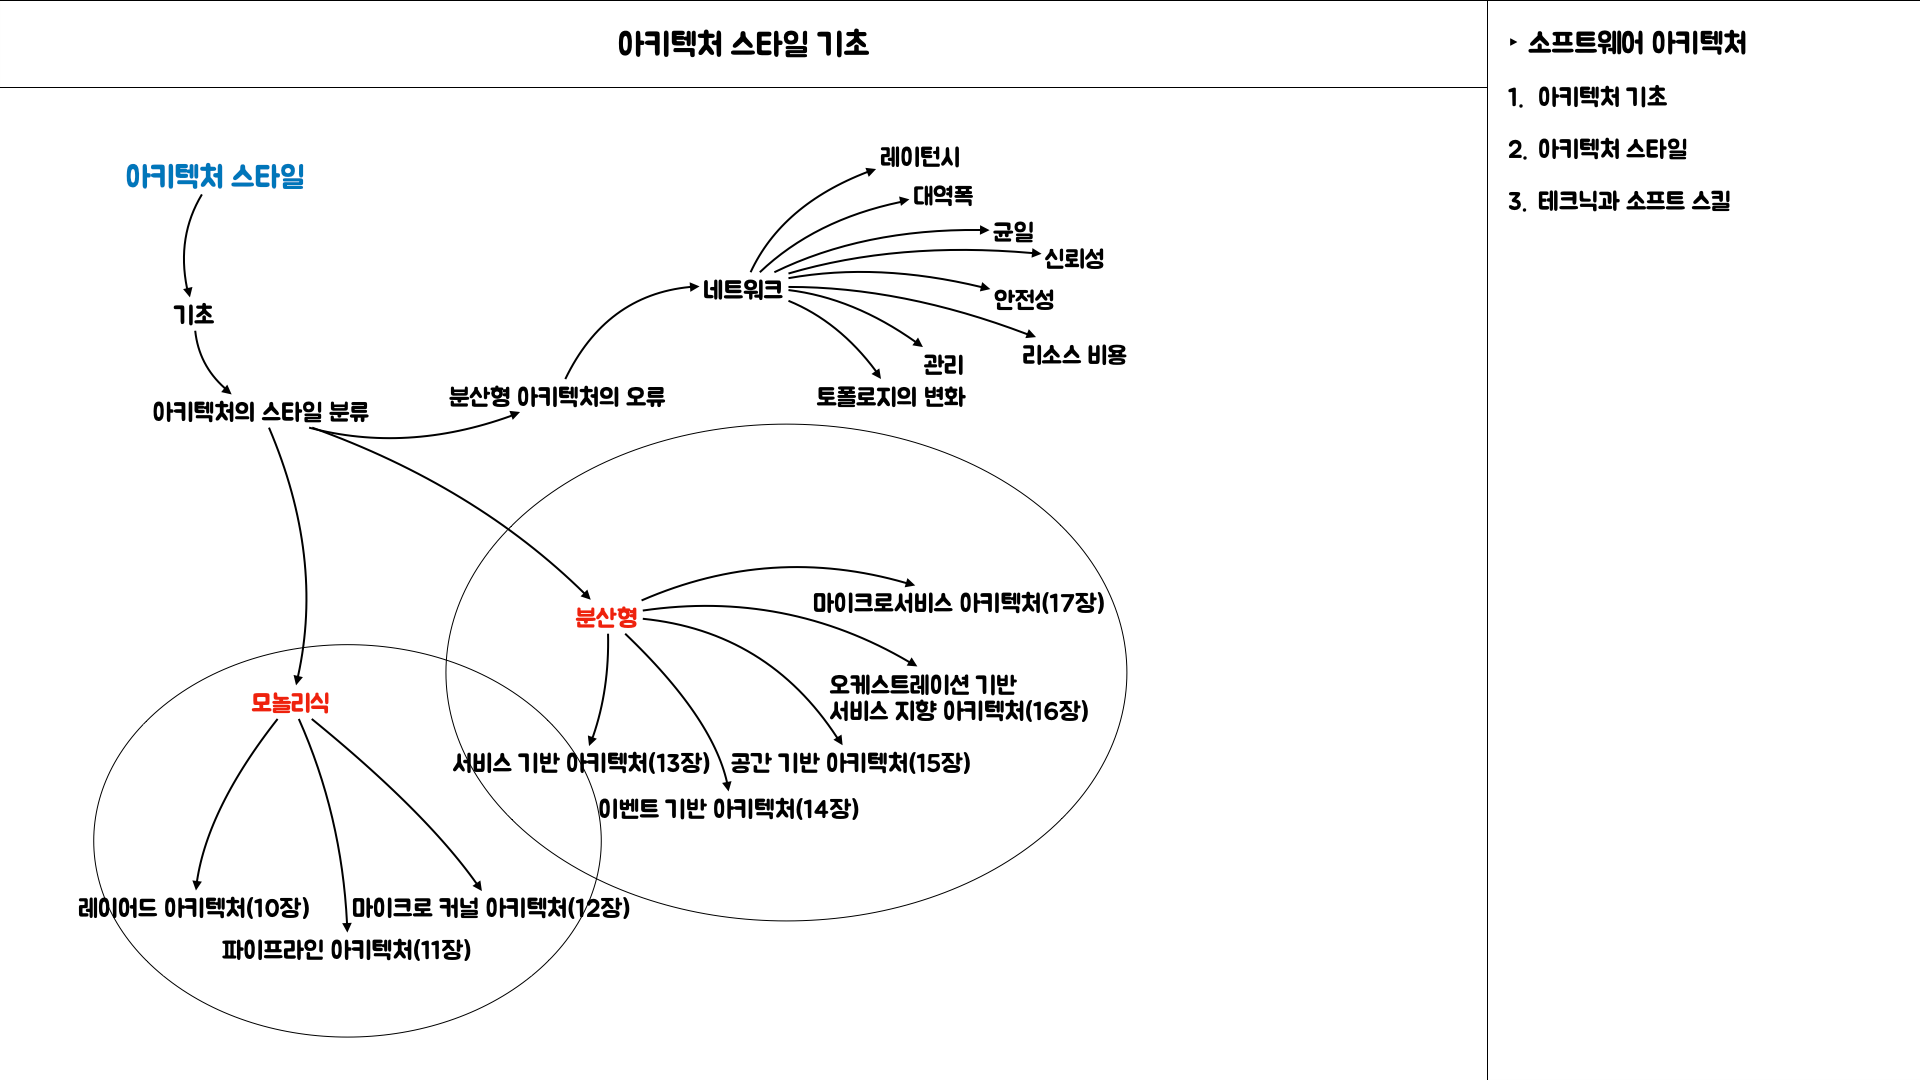 아키텍처 스타일 기초
아키텍처 스타일
기초
아키텍처의 스타일 분류
분산형 아키텍처의 오류
네트워크
레이턴시
대역폭
균일
신뢰성
안전성
리소스 비용
관리
토폴로지의 변화
분산형
마이크로서비스 아키텍처(17장)
오케스트레이션 기반
서비스 지향 아키텍처(16장)
서비스 기반 아키텍처(13장)
공간 기반 아키텍처(15장)
이벤트 기반 아키텍처(14장)
모놀리식
레이어드 아키텍처(10장)
마이크로 커널 아키텍처(12장)
파이프라인 아키텍처(11장)
‣ 소프트웨어 아키텍처
1. 아키텍처 기초
2. 아키텍처 스타일
3. 테크닉과 소프트 스킬